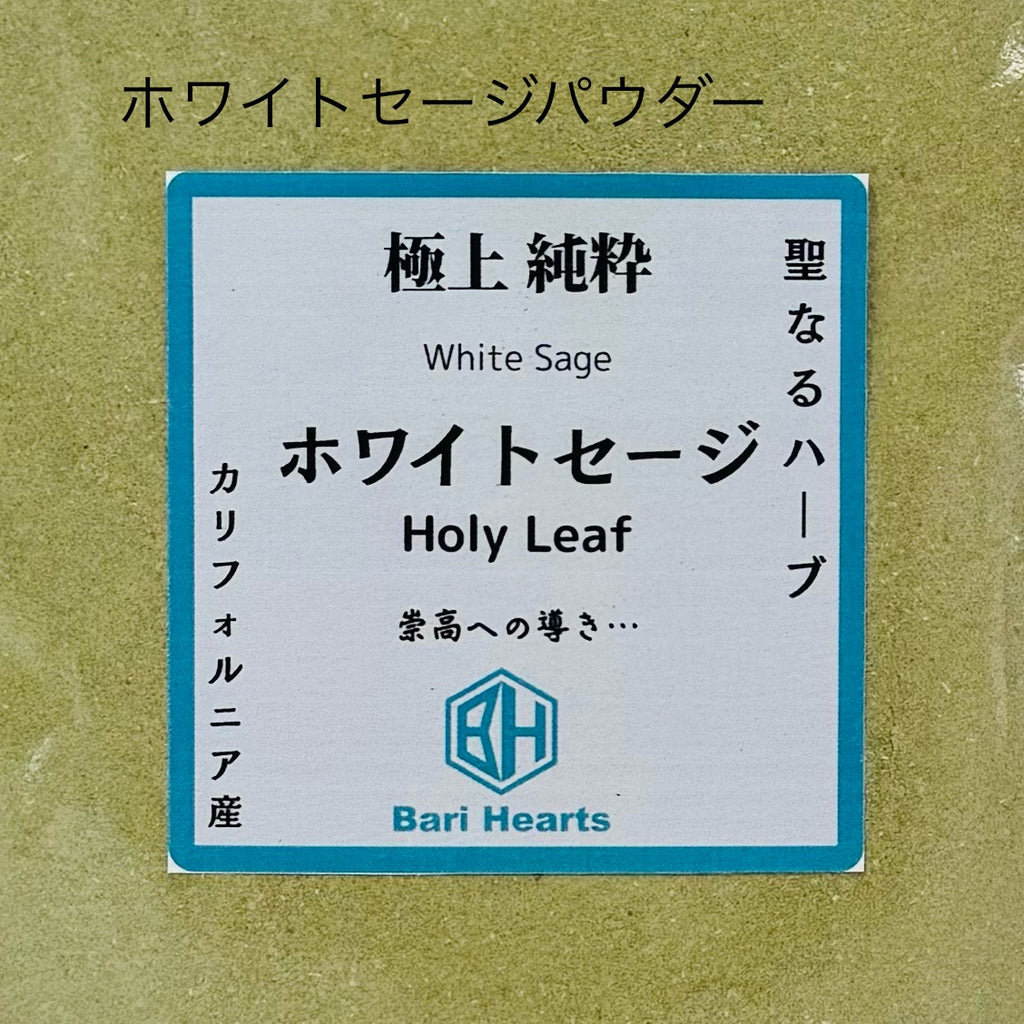 ホワイトセージパウダー
極上 純粋
聖なるハーブ
White Sage
ホワイトセージ
Holy Leaf
崇高への導き…
カリフォルニア産
BH
Bari Hearts